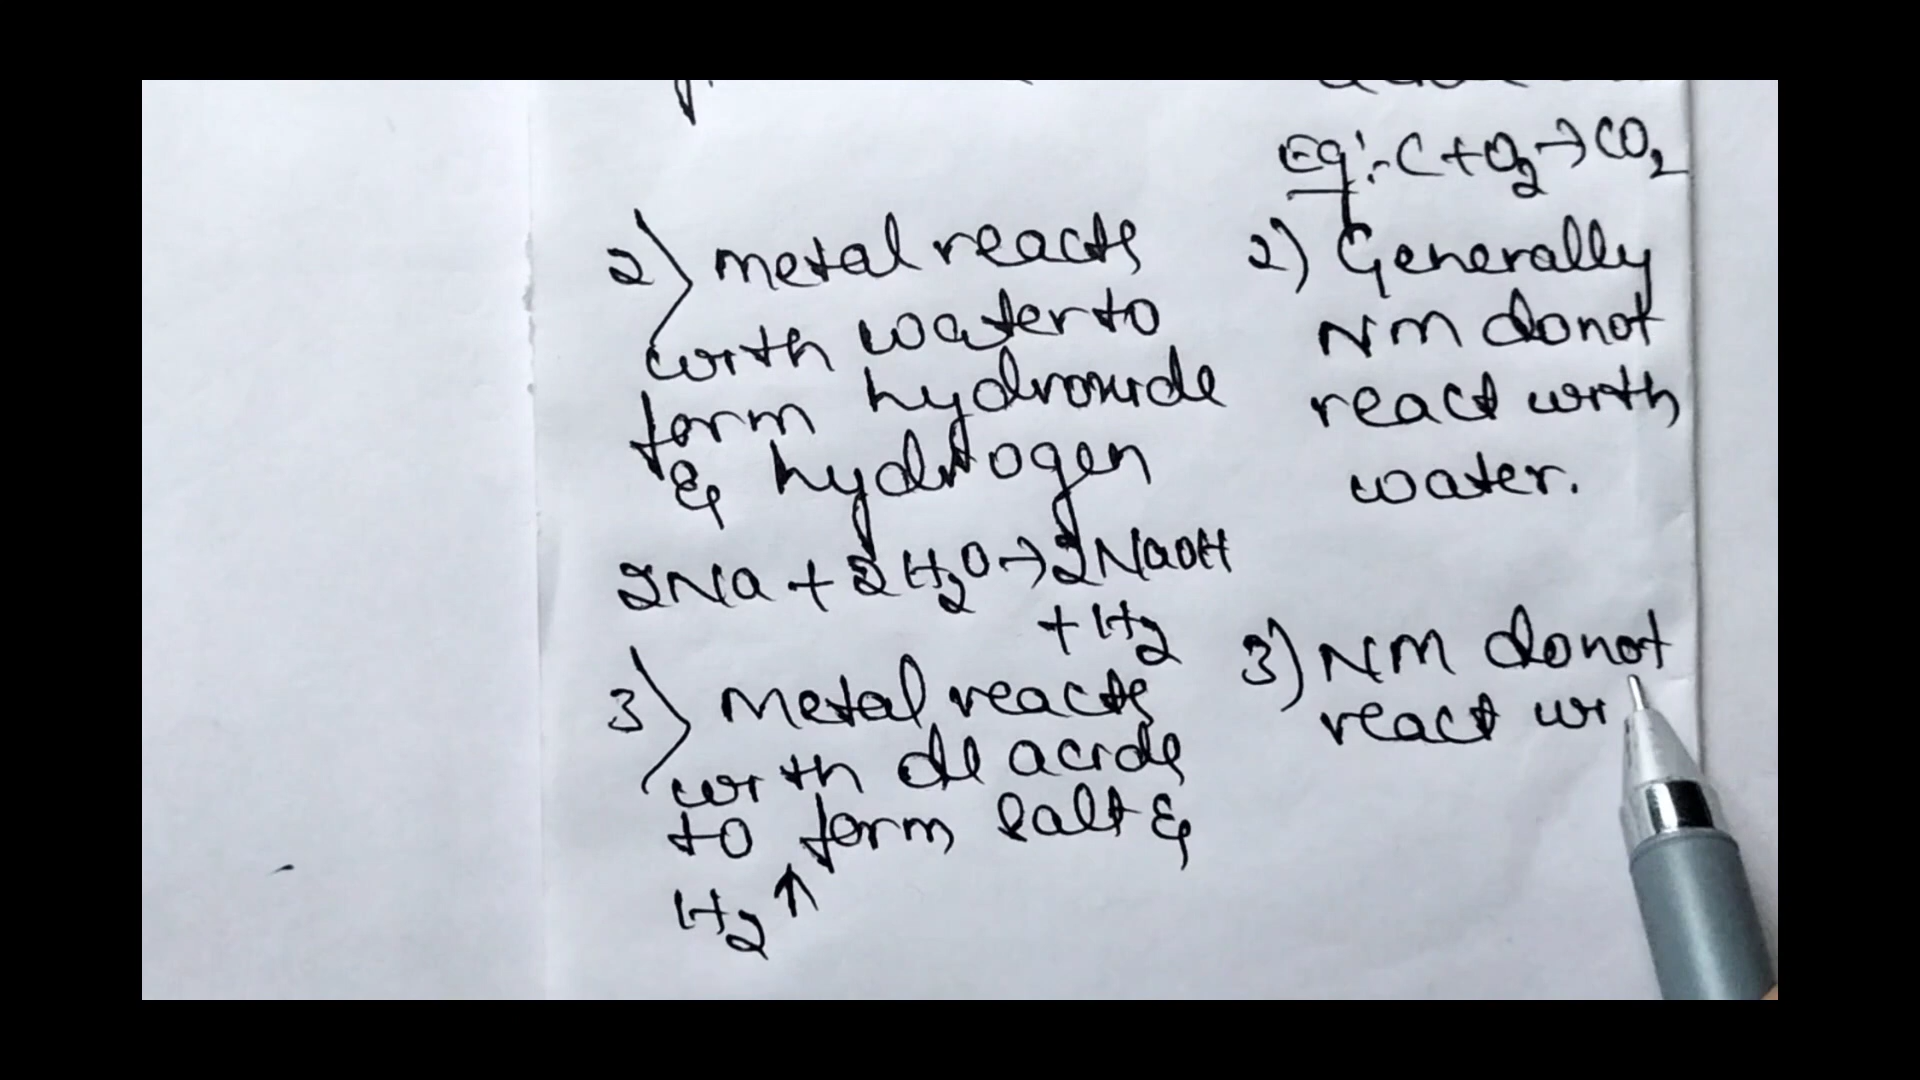 Eg:- C + O2 → CO2
2) metal reacts
with water to
form hydroxide
& hydrogen
2Na + 2H2O → 2NaOH
+ H2
3) Metal reacts
with dil acids
to form salt &
H2 ↑
2) Generally
NM donot
react with
water.
3) NM donot
react wi